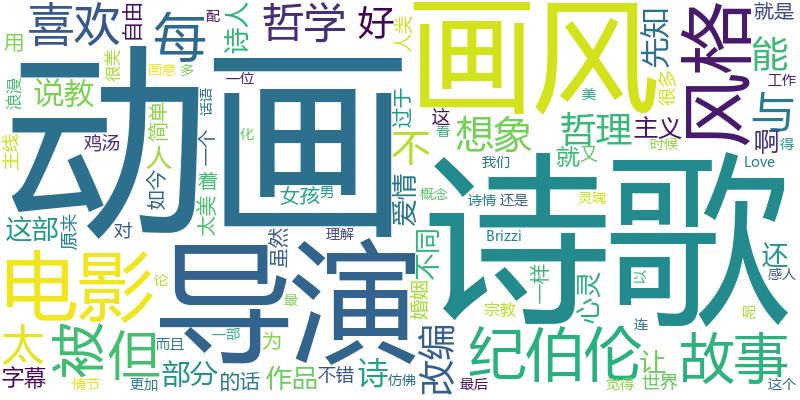 喜欢
自由
配
每
诗人
哲学
好
人美
先知
风格
就是
能
很多
工作
用
浪漫
很美
画意
多
一位
动画
画风
说教
话语
过于
这
看
美
与
得
主线
鸡汤
简单
人
一个
化
不
想象
哲理
主义
啊
时候
如今
着
太美
女孩
男
爱情
概念
我们
就
又
灵魂
Love
诗歌
这部
原来
对
诗情
还是
虽然
理解
婚姻
不同
Brizzi
一样
心灵
以
还
感人
电影
论
导演
最
宗教
连
呢
太
被
但
而且
一部
为
改编
纪伯伦
让
故事
字幕
情节
更加
部分
的话
作品
不错
诗
仿佛
最后
觉得
世界
这个